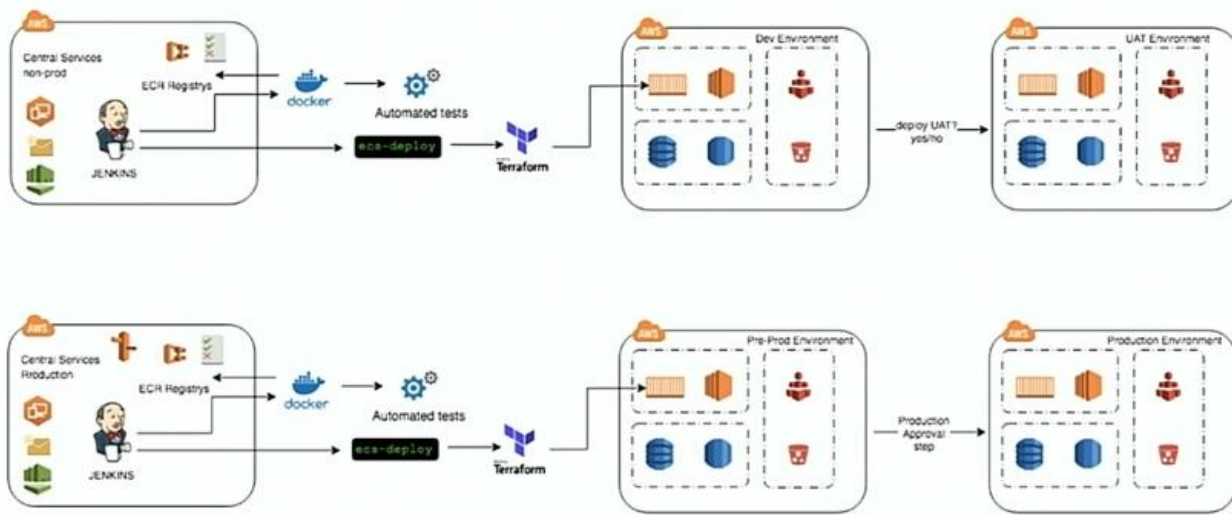 AWS
Central Services
non-prod
ECR Registrys
JENKINS
docker
Automated tests
ecs-deploy
Terraform
AWS
Dev Environment
deploy UAT?
yes/no
AWS
UAT Environment
AWS
Central Services
Rroduction
ECR Registrys
JENKINS
docker
Automated tests
ecs-deploy
Terraform
AWS
Pre-Prod Environment
Production
Approval
step
AWS
Production Environment